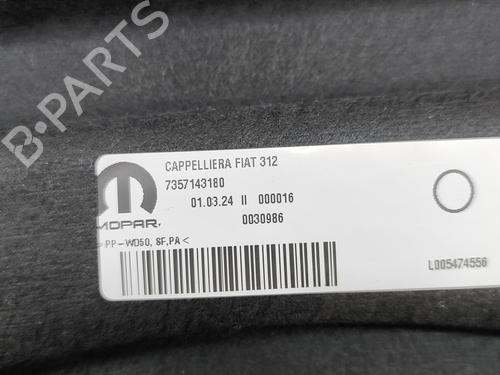 B-PARTS
CAPPELLIERA FIAT 312
7357143180
01.03.24 II 000016
0030986
MOPAR
>PP-WD50, SF,PA<
L005474556